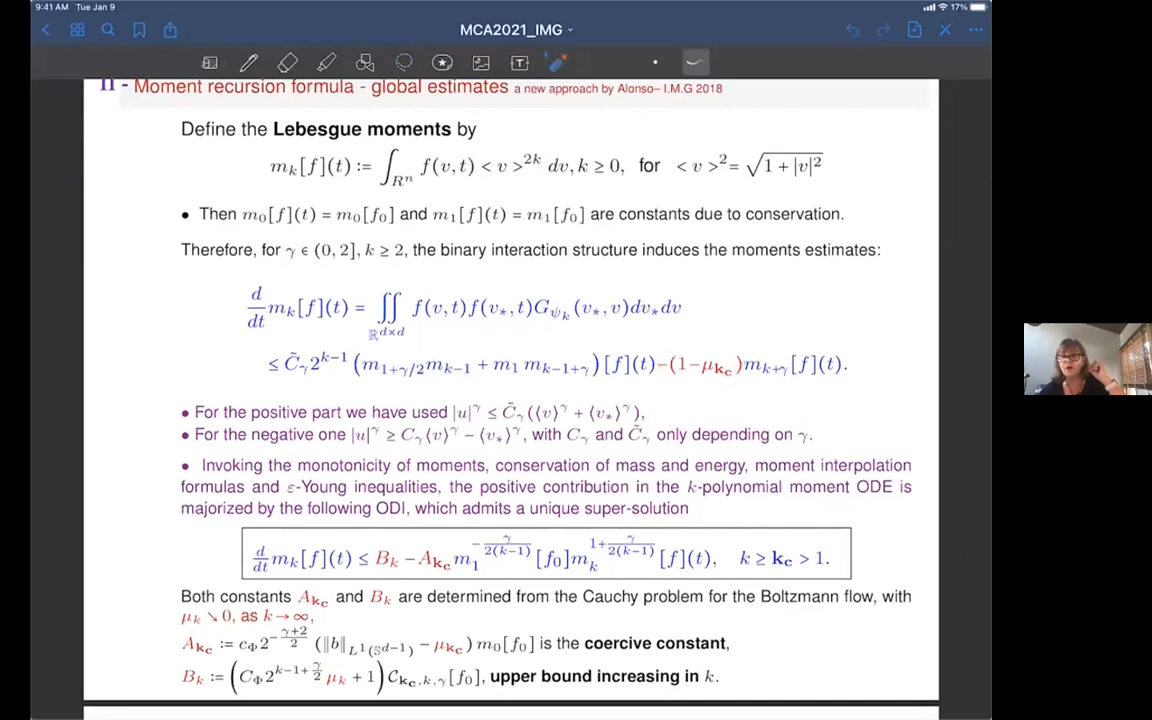 9:41 AM Tue Jan 9
17%
MCA2021_IMG
II - Moment recursion formula - global estimates a new approach by Alonso– I.M.G 2018
Define the Lebesgue moments by
m_k[f](t) := ∫_{R^n} f(v,t) < v >^{2k} dv, k ≥ 0, for < v >^2 = √(1 + |v|^2)
• Then m_0[f](t) = m_0[f_0] and m_1[f](t) = m_1[f_0] are constants due to conservation.
Therefore, for γ ∈ (0, 2], k ≥ 2, the binary interaction structure induces the moments estimates:
d/dt m_k[f](t) = ∬_{ℝ^{d×d}} f(v,t)f(v_*,t)G_{ψ_k}(v_*,v)dv_*dv
≤ C̃_γ 2^{k−1} (m_{1+γ/2}m_{k−1} + m_1 m_{k−1+γ})[f](t)−(1−μ_{k_c})m_{k+γ}[f](t).
• For the positive part we have used |u|^γ ≤ C̃_γ(⟨v⟩^γ + ⟨v_*⟩^γ),
• For the negative one |u|^γ ≥ C_γ⟨v⟩^γ − ⟨v_*⟩^γ, with C_γ and C̃_γ only depending on γ.
• Invoking the monotonicity of moments, conservation of mass and energy, moment interpolation
formulas and ε-Young inequalities, the positive contribution in the k-polynomial moment ODE is
majorized by the following ODI, which admits a unique super-solution
d/dt m_k[f](t) ≤ B_k − A_{k_c} m_1^{−γ/2(k−1)}[f_0] m_k^{1+γ/2(k−1)}[f](t), k ≥ k_c > 1.
Both constants A_{k_c} and B_k are determined from the Cauchy problem for the Boltzmann flow, with
μ_k ↘ 0, as k → ∞,
A_{k_c} := c_Φ 2^{−(γ+2)/2} (‖b‖_{L^1(𝕊^{d−1})} − μ_{k_c}) m_0[f_0] is the coercive constant,
B_k := (C_Φ 2^{k−1+γ/2} μ_k + 1) 𝒞_{k_c,k,γ}[f_0], upper bound increasing in k.